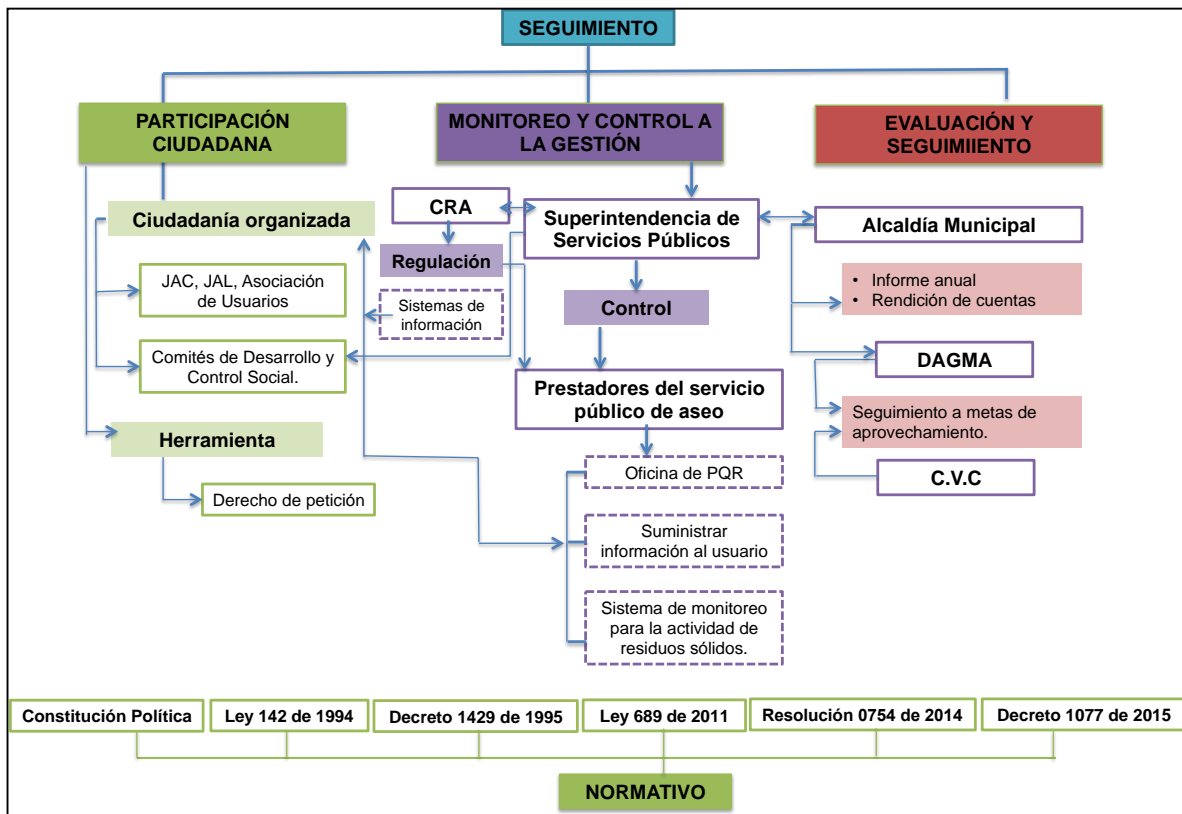 SEGUIMIENTO
PARTICIPACIÓN
CIUDADANA
MONITOREO Y CONTROL A
LA GESTIÓN
EVALUACIÓN Y
SEGUIMIIENTO
Ciudadanía organizada
JAC, JAL, Asociación
de Usuarios
Comités de Desarrollo y
Control Social.
Herramienta
Derecho de petición
CRA
Regulación
Sistemas de
información
Superintendencia de
Servicios Públicos
Control
Prestadores del servicio
público de aseo
Oficina de PQR
Suministrar
información al usuario
Sistema de monitoreo
para la actividad de
residuos sólidos.
Alcaldía Municipal
• Informe anual
• Rendición de cuentas
DAGMA
Seguimiento a metas de
aprovechamiento.
C.V.C
Constitución Política
Ley 142 de 1994
Decreto 1429 de 1995
Ley 689 de 2011
Resolución 0754 de 2014
Decreto 1077 de 2015
NORMATIVO